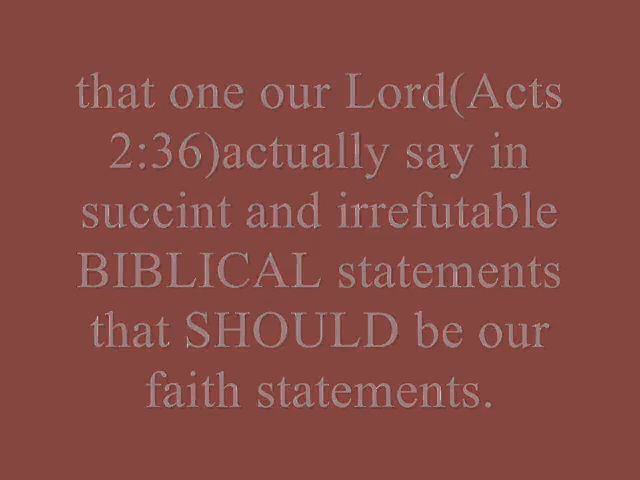 that one our Lord(Acts
2:36)actually say in
succint and irrefutable
BIBLICAL statements
that SHOULD be our
faith statements.